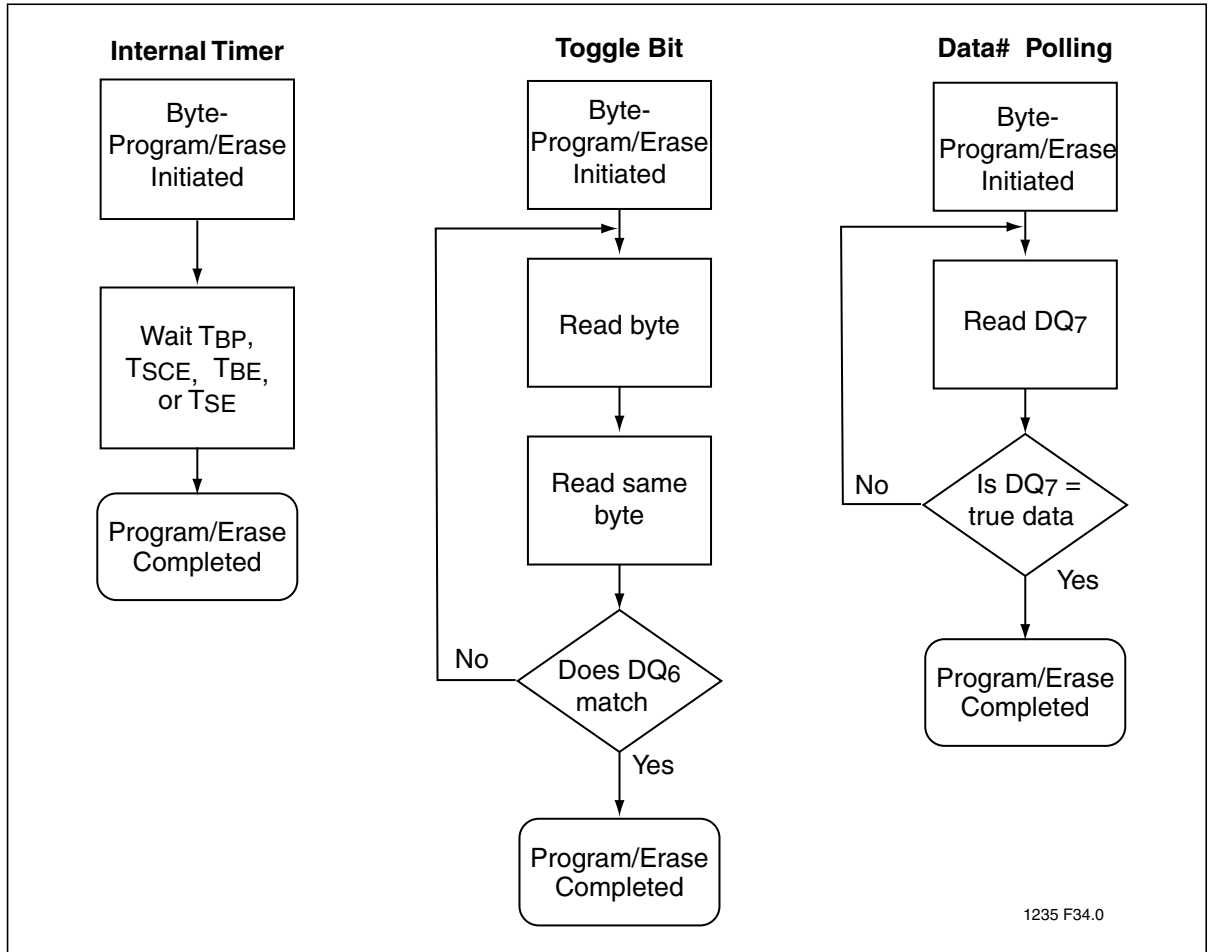 Internal Timer
Byte-
Program/Erase
Initiated
Wait TBP,
TSCE, TBE,
or TSE
Program/Erase
Completed
Toggle Bit
Byte-
Program/Erase
Initiated
Read byte
Read same
byte
Does DQ6
match
No
Yes
Program/Erase
Completed
Data# Polling
Byte-
Program/Erase
Initiated
Read DQ7
Is DQ7 =
true data
No
Yes
Program/Erase
Completed
1235 F34.0